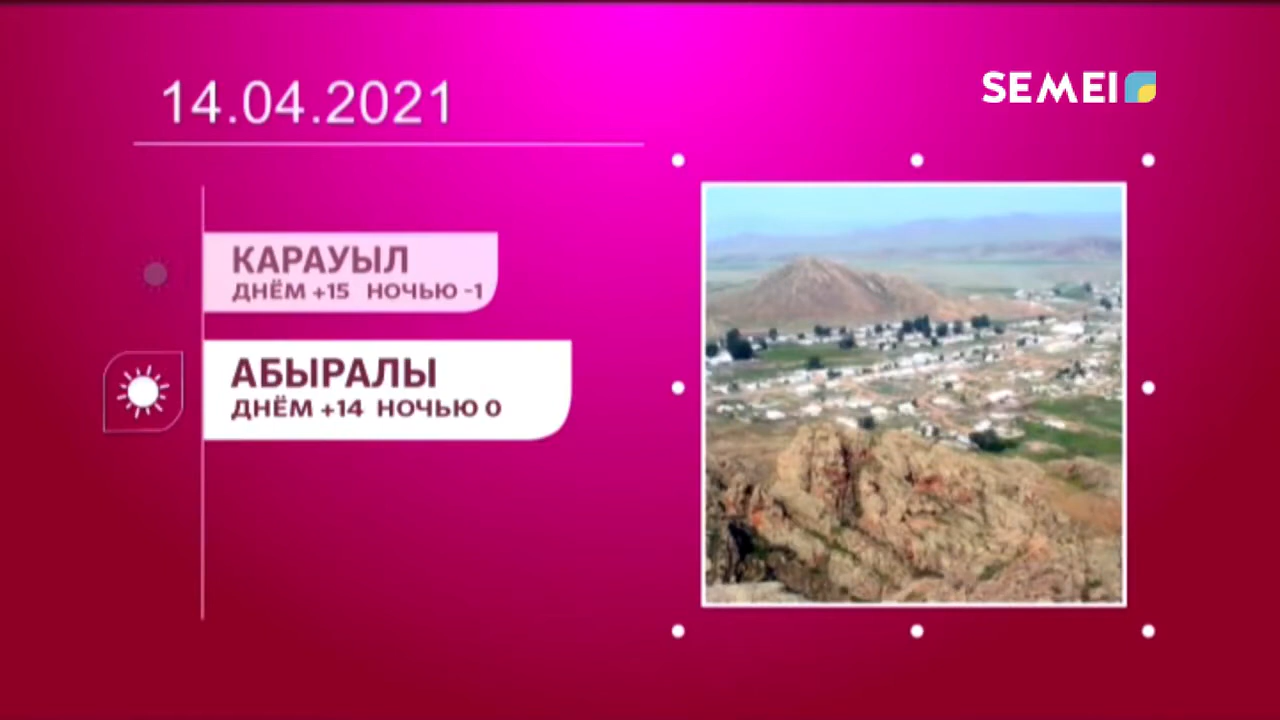 14.04.2021
SEMEI
КАРАУЫЛ
ДНЁМ +15 НОЧЬЮ -1
АБЫРАЛЫ
ДНЁМ +14 НОЧЬЮ 0